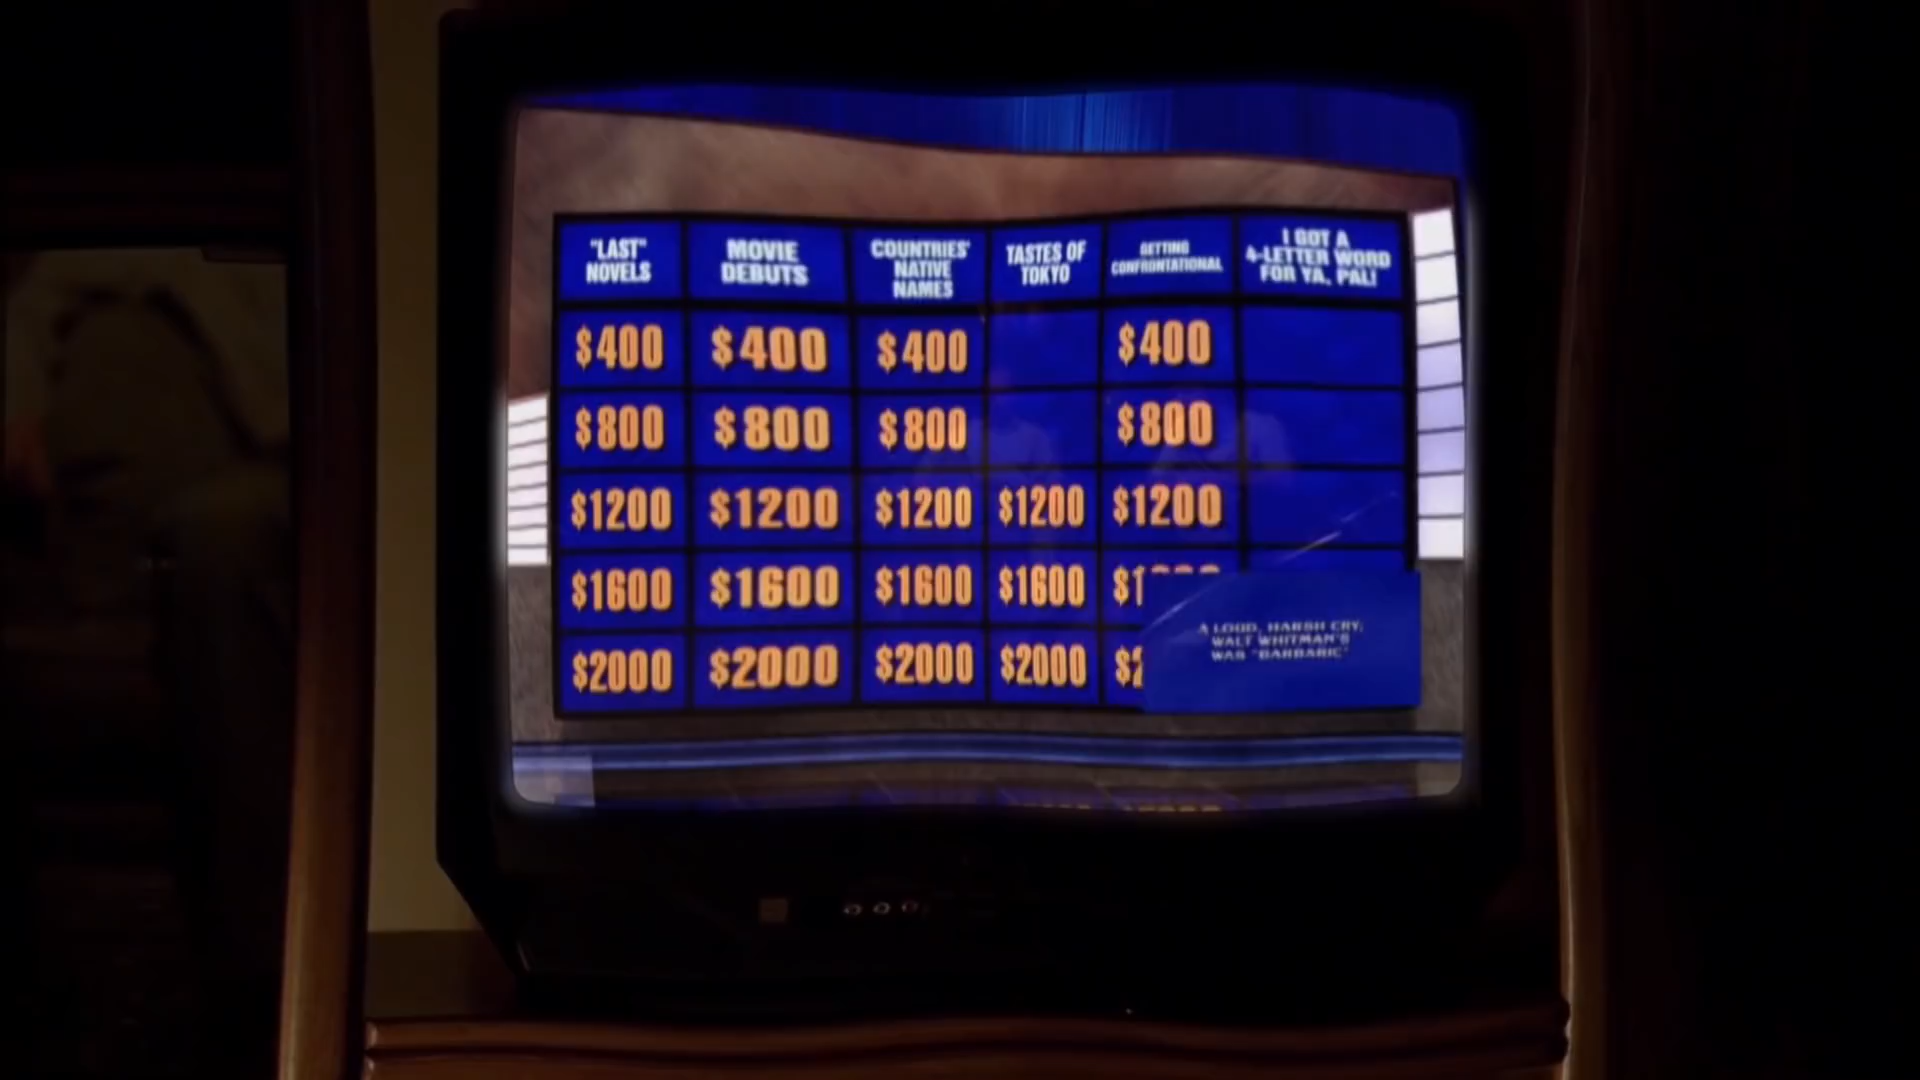 "LAST"
NOVELS
MOVIE
DEBUTS
COUNTRIES'
NATIVE
NAMES
TASTES OF
TOKYO
GETTING
CONFRONTATIONAL
I GOT A
4-LETTER WORD
FOR YA, PAL!
$400 $400 $400 $400
$800 $800 $800 $800
$1200 $1200 $1200 $1200 $1200
$1600 $1600 $1600 $1600
$2000 $2000 $2000 $2000
A LOUD, HARSH CRY;
WALT WHITMAN'S
WAS "BARBARIC"